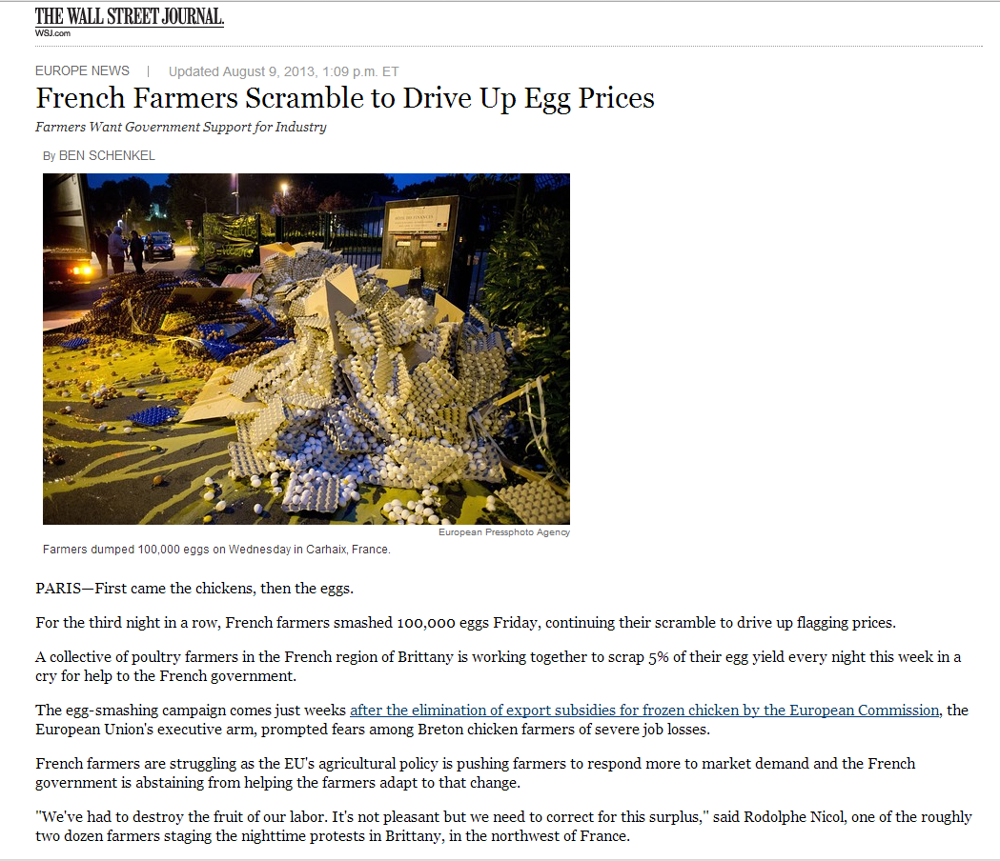 THE WALL STREET JOURNAL.
WSJ.com
EUROPE NEWS | Updated August 9, 2013, 1:09 p.m. ET
French Farmers Scramble to Drive Up Egg Prices
Farmers Want Government Support for Industry
By BEN SCHENKEL
European Pressphoto Agency
Farmers dumped 100,000 eggs on Wednesday in Carhaix, France.
PARIS—First came the chickens, then the eggs.
For the third night in a row, French farmers smashed 100,000 eggs Friday, continuing their scramble to drive up flagging prices.
A collective of poultry farmers in the French region of Brittany is working together to scrap 5% of their egg yield every night this week in a
cry for help to the French government.
The egg-smashing campaign comes just weeks after the elimination of export subsidies for frozen chicken by the European Commission, the
European Union's executive arm, prompted fears among Breton chicken farmers of severe job losses.
French farmers are struggling as the EU's agricultural policy is pushing farmers to respond more to market demand and the French
government is abstaining from helping the farmers adapt to that change.
"We've had to destroy the fruit of our labor. It's not pleasant but we need to correct for this surplus," said Rodolphe Nicol, one of the roughly
two dozen farmers staging the nighttime protests in Brittany, in the northwest of France.